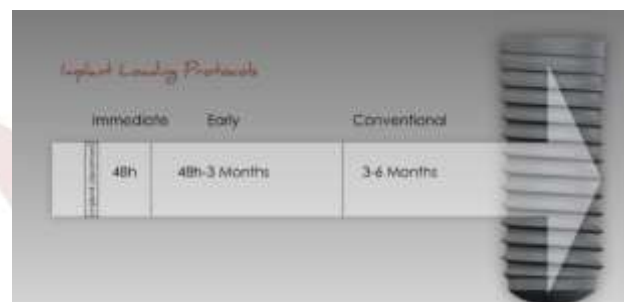 Implant Loading Protocols
Immediate Early Conventional
48h 48h-3 Months 3-6 Months